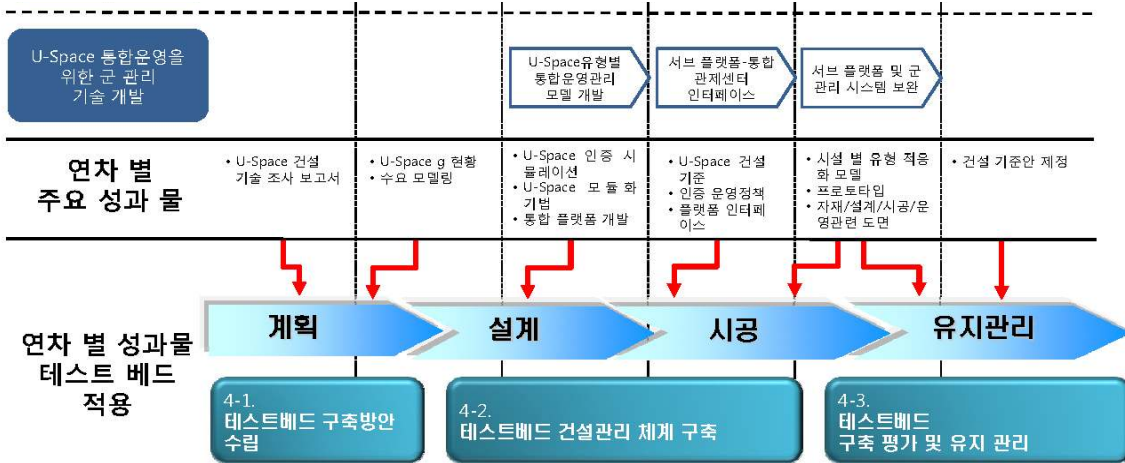 U-Space 통합운영을
위한 군 관리
기술 개발
U-Space유형별
통합운영관리
모델 개발
서브 플랫폼-통합
관제센터
인터페이스
서브 플랫폼 및 군
관리 시스템 보완
연차 별
주요 성과 물
• U-Space 건설
기술 조사 보고서
• U-Space g 현황
• 수요 모델링
• U-Space 인증 시
뮬레이션
• U-Space 모듈화
기법
• 통합 플랫폼 개발
• U-Space 건설
기준
• 인증 운영정책
• 플랫폼 인터페
이스
• 시설 별 유형 적응
화 모델
• 프로토타입
• 자재/설계/시공/운
영관련 도면
• 건설 기준안 제정
연차 별 성과물
테스트 베드
적용
계획
설계
시공
유지관리
4-1.
테스트베드 구축방안
수립
4-2.
테스트베드 건설관리 체계 구축
4-3.
테스트베드
구축 평가 및 유지 관리